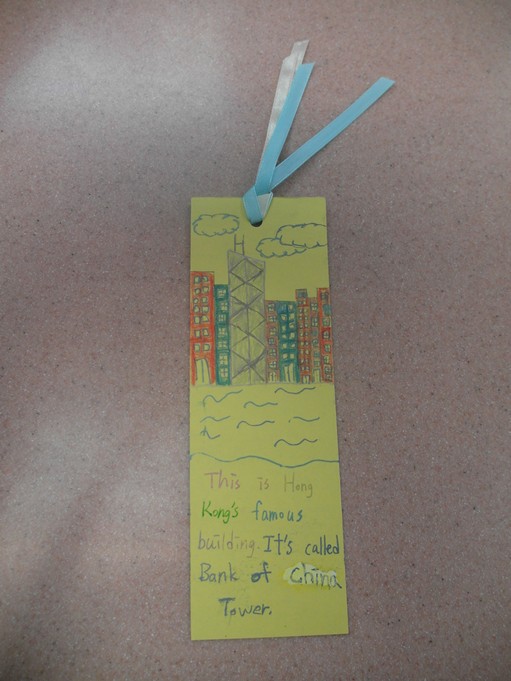 This is Hong
Kong's famous
building. It's called
Bank of China
Tower.